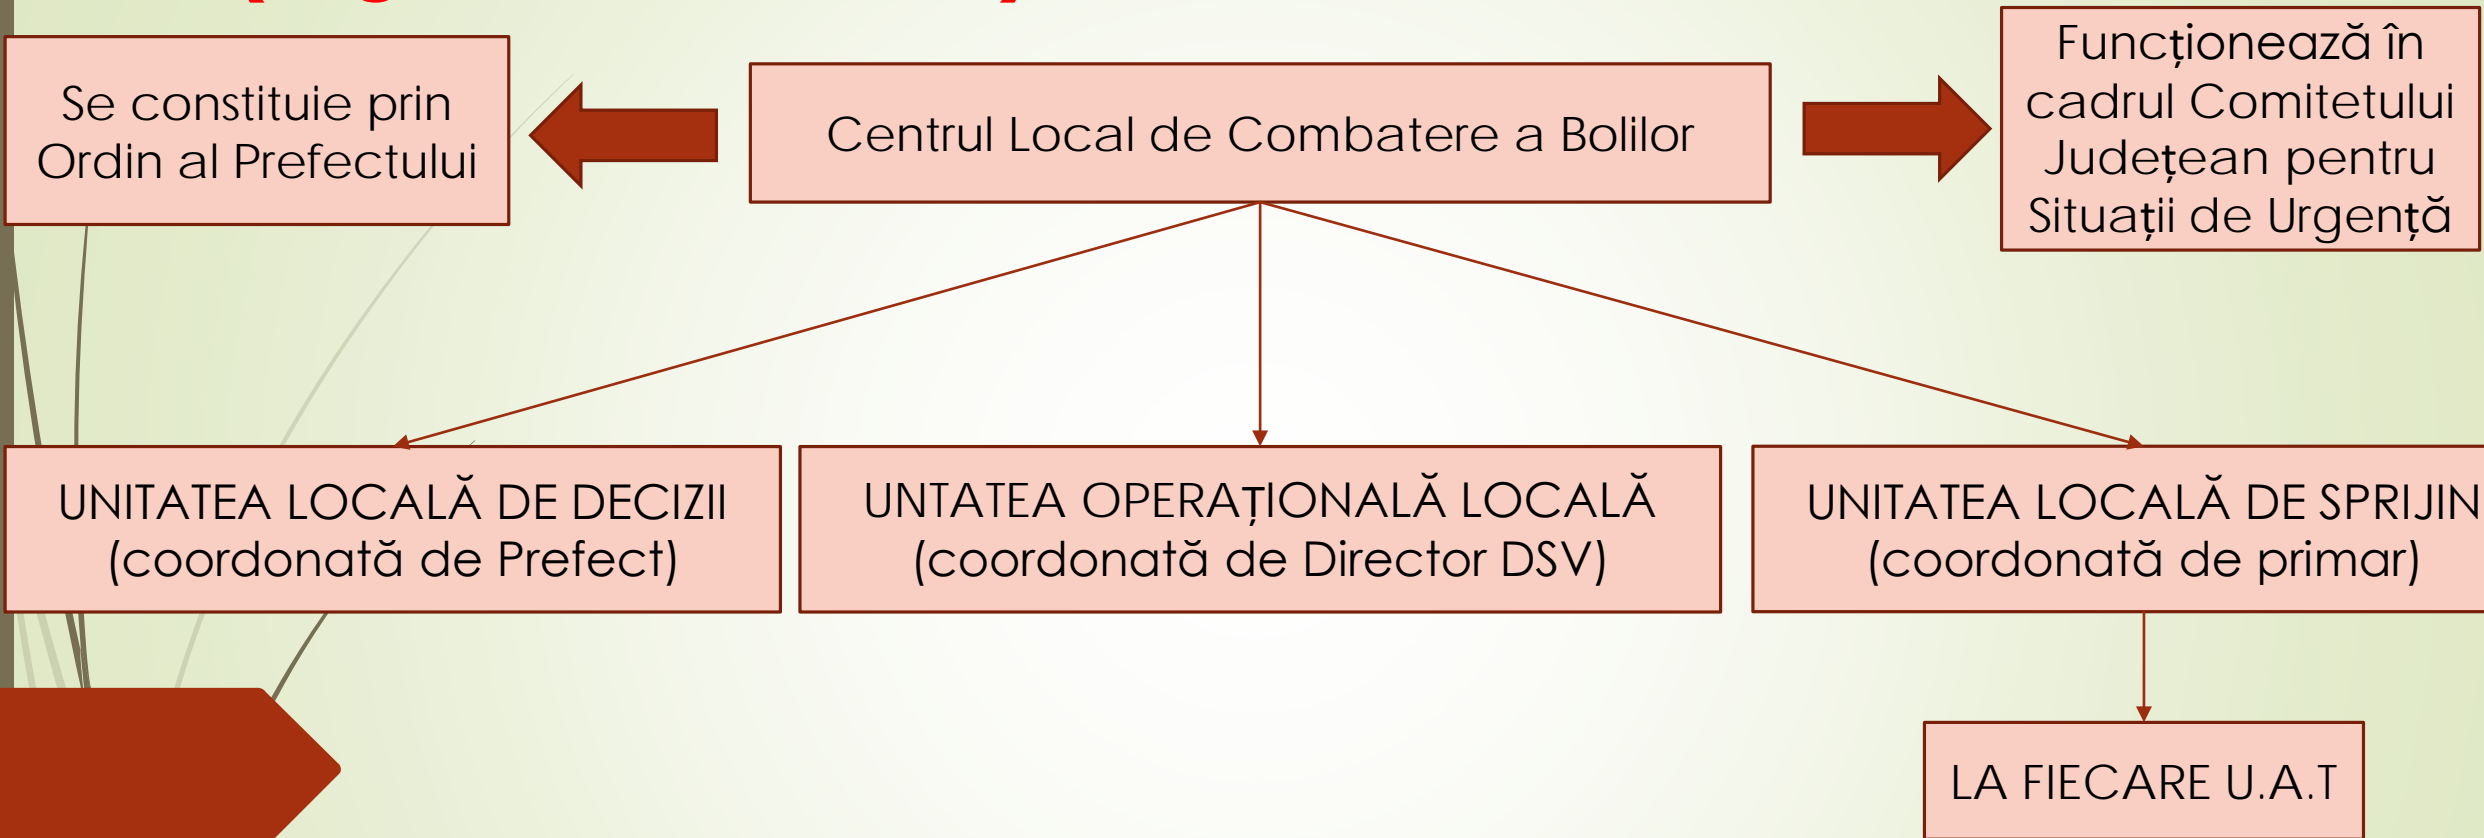 Se constituie prin
Ordin al Prefectului
Centrul Local de Combatere a Bolilor
Funcționează în
cadrul Comitetului
Județean pentru
Situații de Urgență
UNITATEA LOCALĂ DE DECIZII
(coordonată de Prefect)
UNTATEA OPERAȚIONALĂ LOCALĂ
(coordonată de Director DSV)
UNITATEA LOCALĂ DE SPRIJIN
(coordonată de primar)
LA FIECARE U.A.T